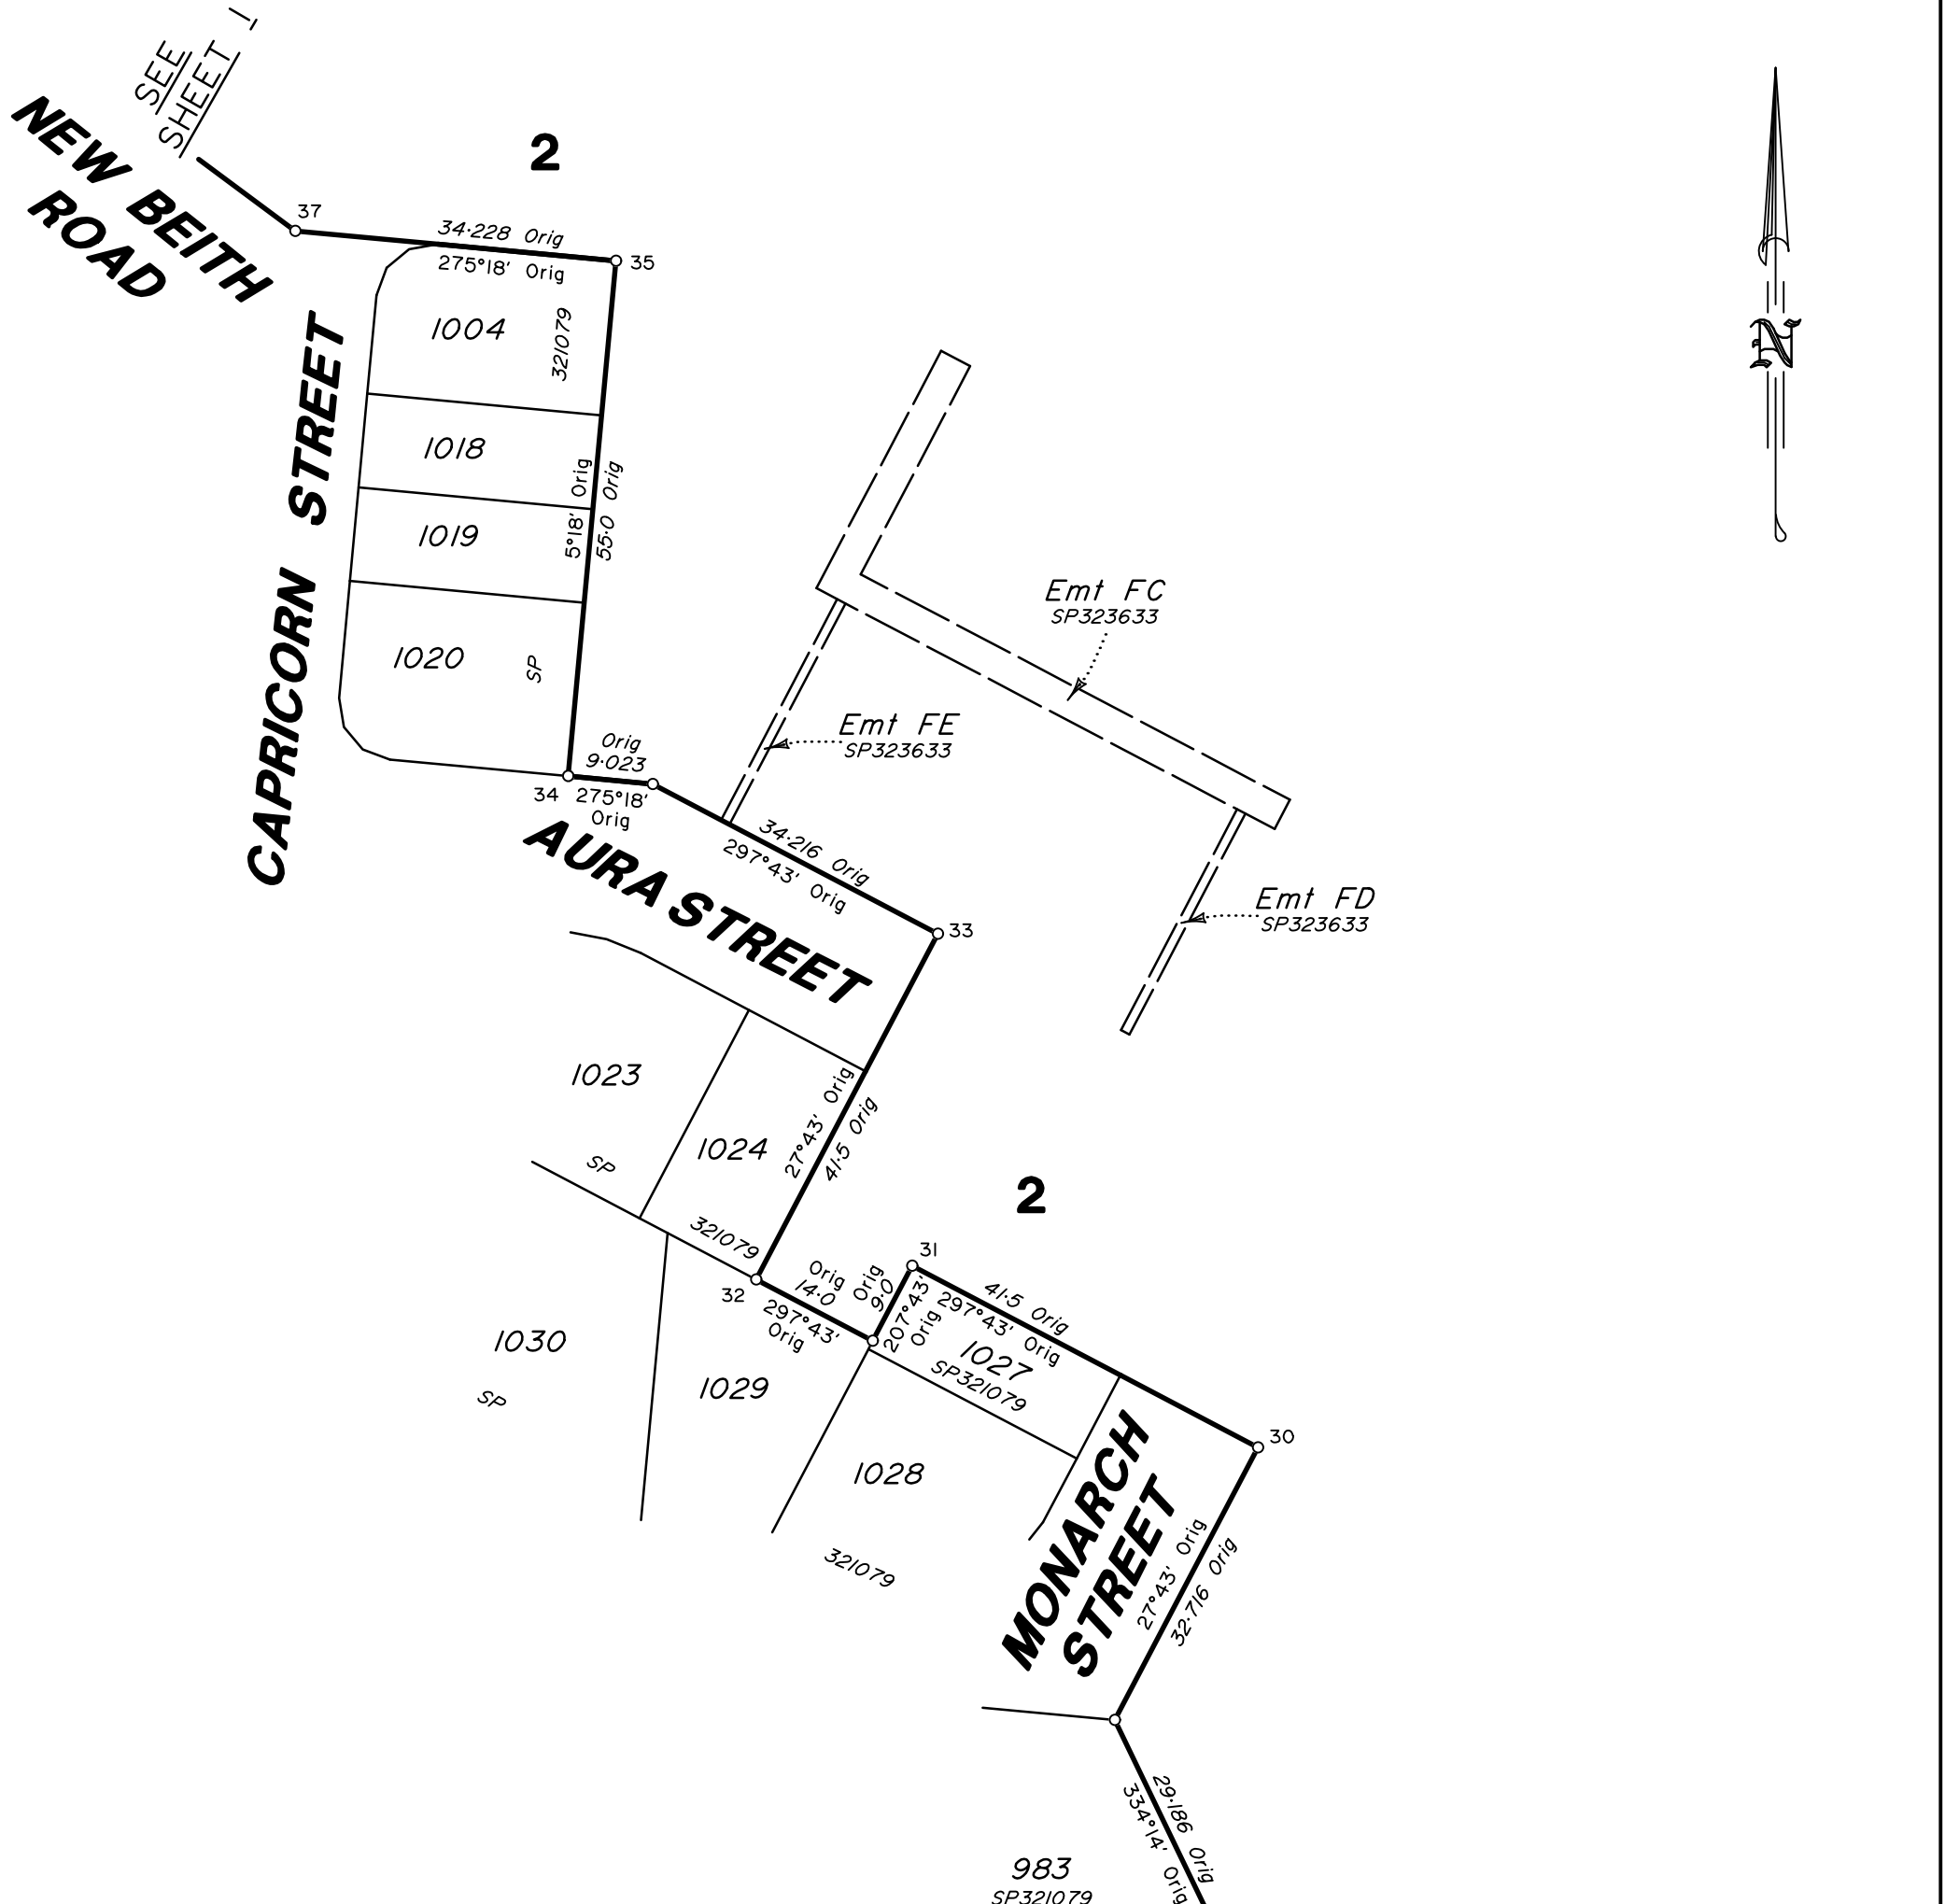 SEE
SHEET 1
NEW BEITH
ROAD
2
37
34·228 Orig
275°18' Orig
35
1004
321079
1018
5°18' Orig
55·0 Orig
1019
1020
SP
CAPRICORN STREET
N
Emt FC
SP323633
Emt FE
SP323633
Emt FD
SP323633
Orig
9·023
34
275°18'
Orig
34·216 Orig
297°43' Orig
AURA STREET
33
1023
SP
1024
321079
27°43' Orig
41·5 Orig
2
31
32
Orig
14·0
297°43'
Orig
Orig
9·0
207°43'
Orig
41·5 Orig
297°43' Orig
1027
SP321079
30
1030
SP
1029
1028
321079
MONARCH
STREET
27°43' Orig
32·716 Orig
29·186 Orig
334°14' Orig
983
SP321079